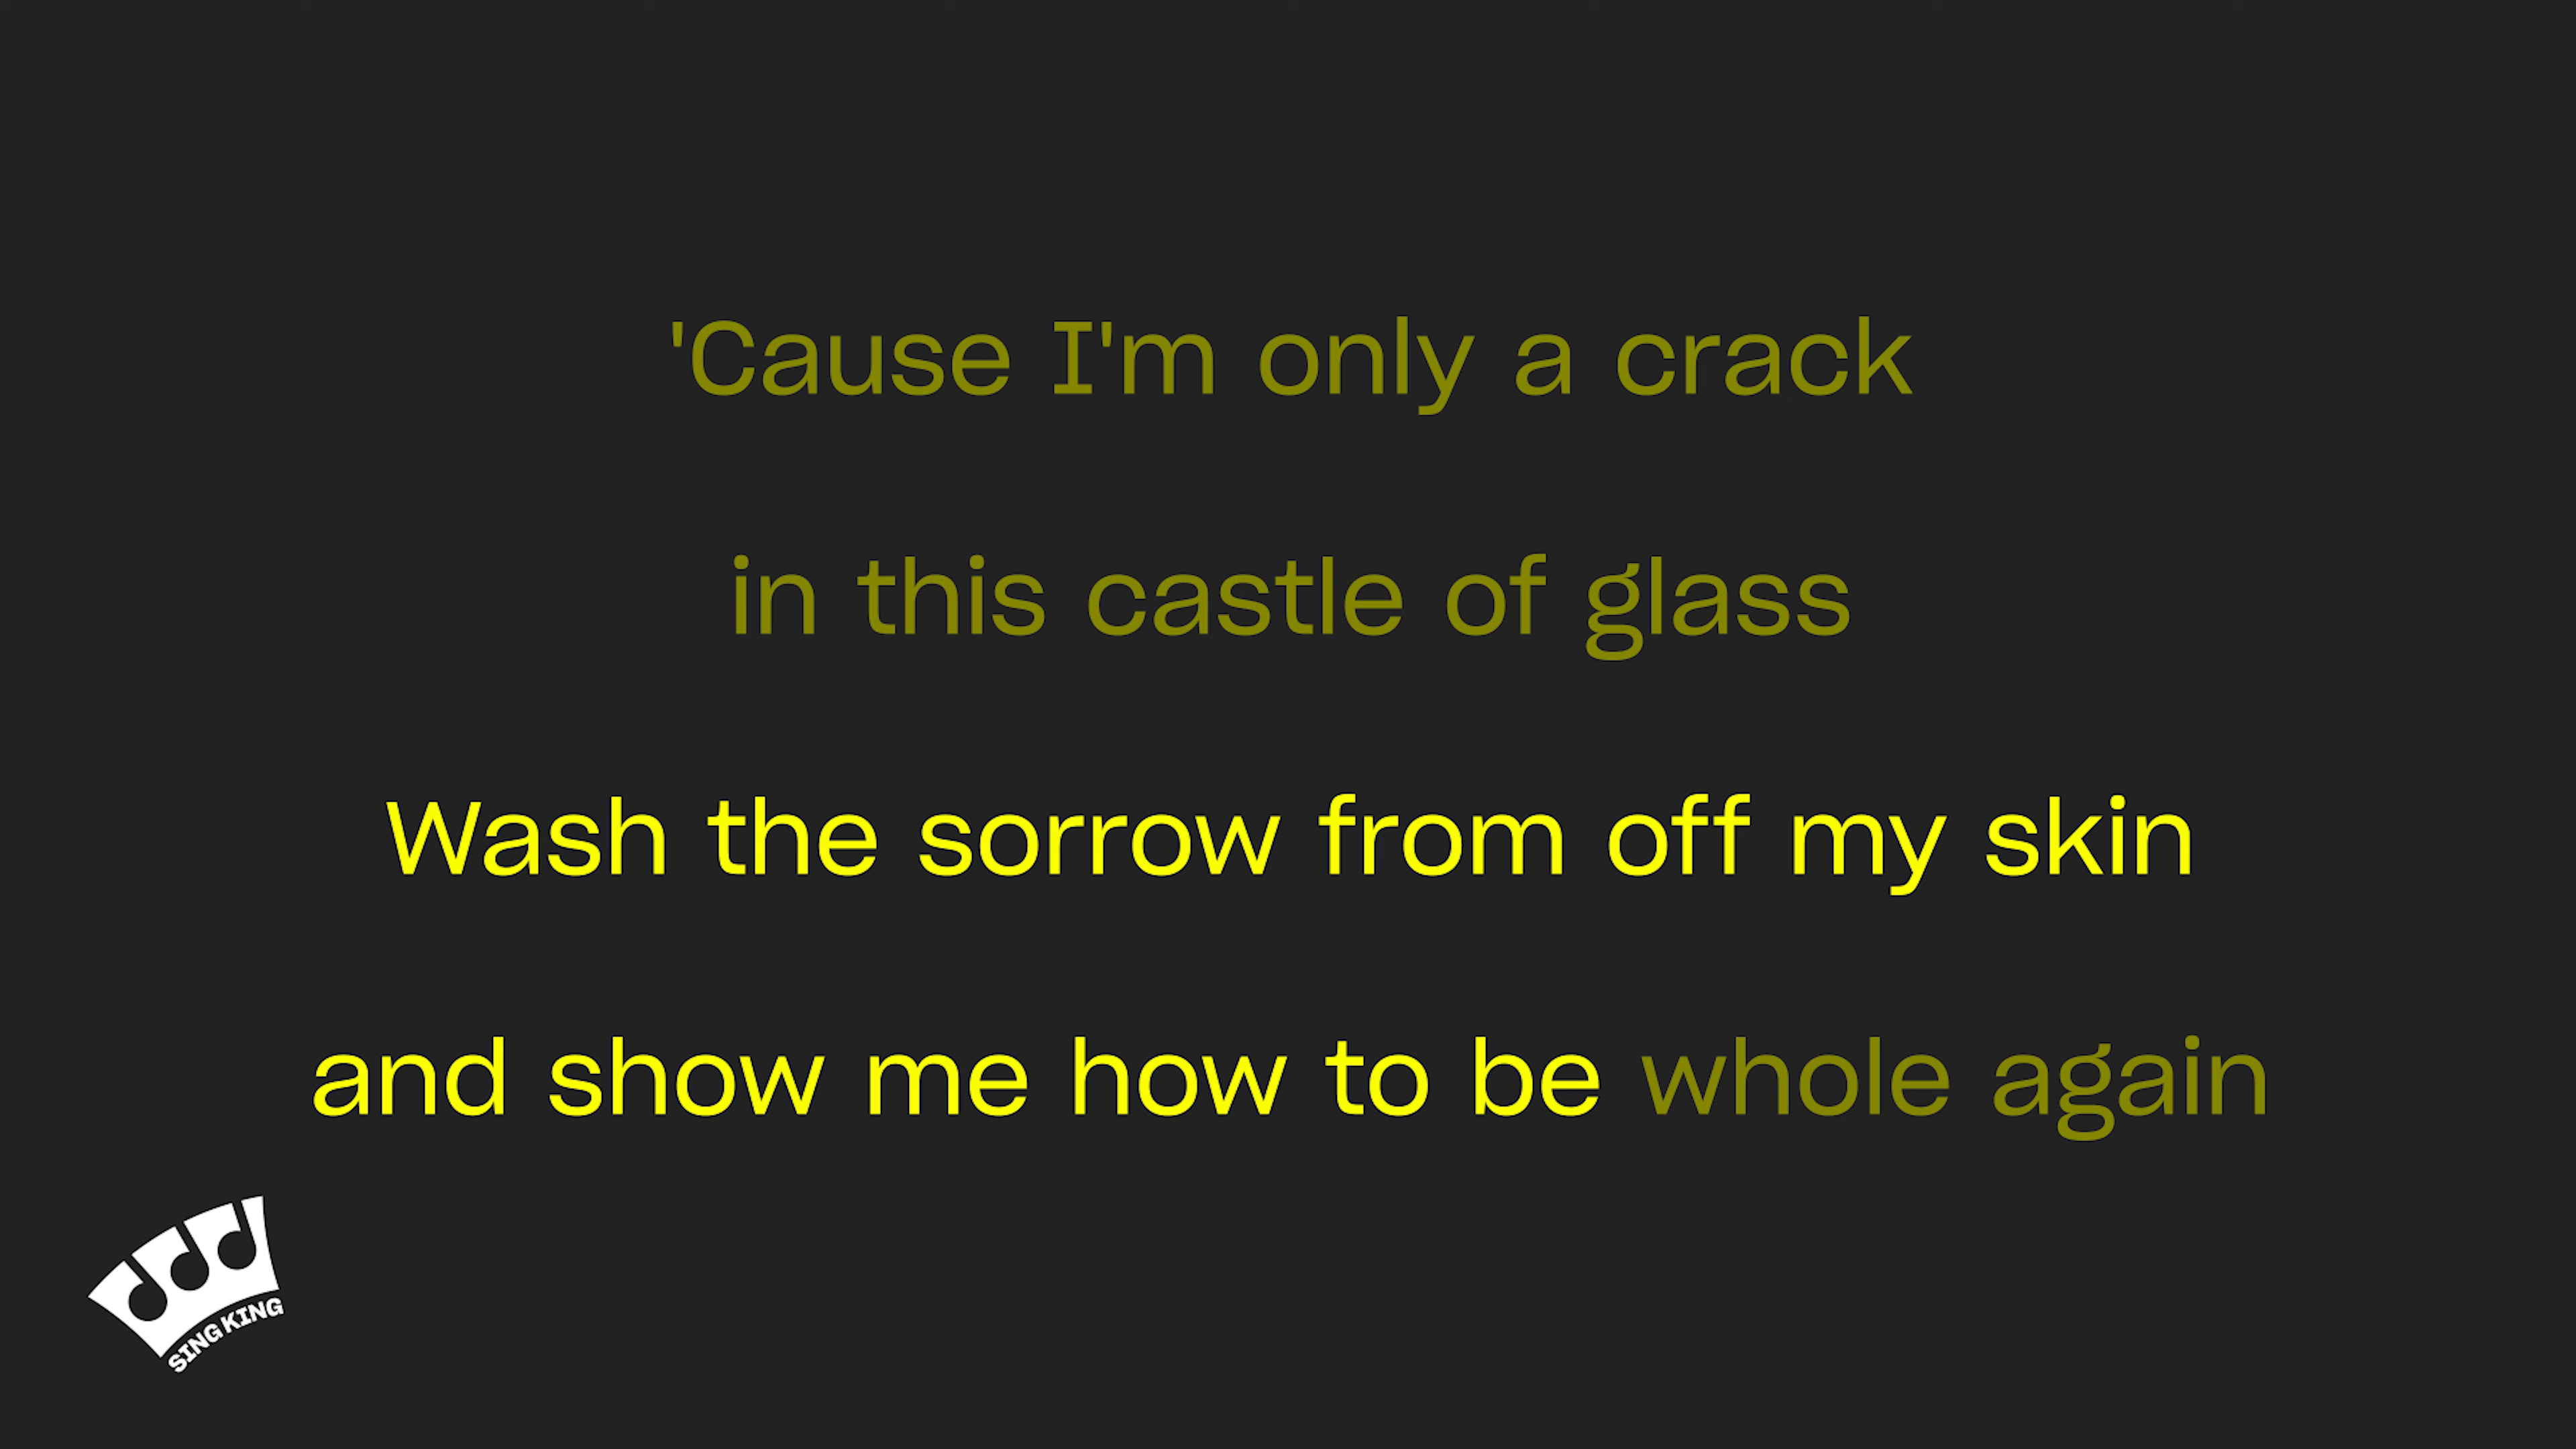 'Cause I'm only a crack
in this castle of glass
Wash the sorrow from off my skin
and show me how to be whole again
SING KING